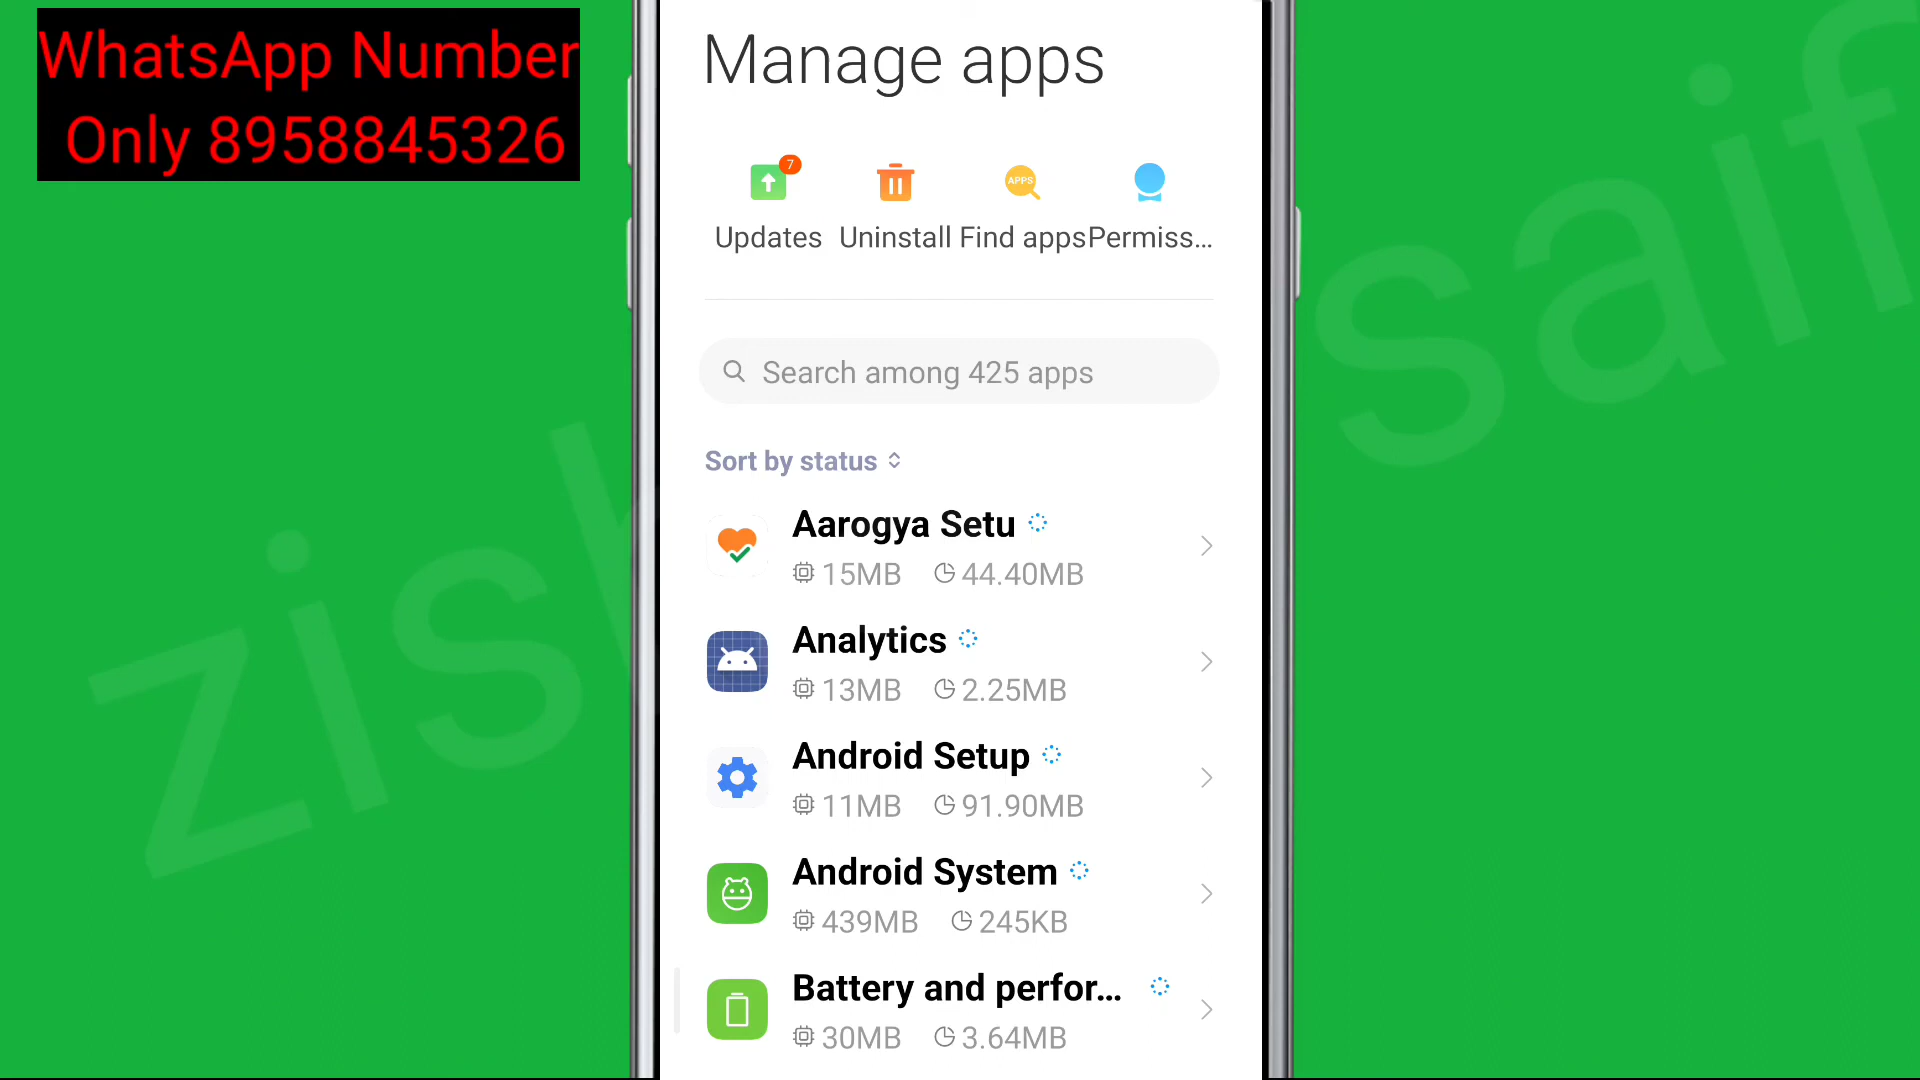 WhatsApp Number
Only 8958845326
Manage apps
7
APPS
Updates Uninstall Find apps Permiss...
Search among 425 apps
Sort by status
Aarogya Setu
15MB 44.40MB
Analytics
13MB 2.25MB
Android Setup
11MB 91.90MB
Android System
439MB 245KB
Battery and perfor...
30MB 3.64MB
zish
saif